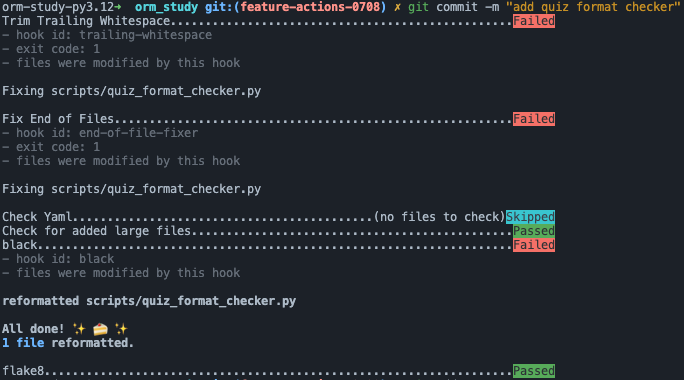 orm-study-py3.12➜ orm_study git:(feature-actions-0708) ✗ git commit -m "add quiz format checker"
Trim Trailing Whitespace.................................................Failed
- hook id: trailing-whitespace
- exit code: 1
- files were modified by this hook
Fixing scripts/quiz_format_checker.py
Fix End of Files.........................................................Failed
- hook id: end-of-file-fixer
- exit code: 1
- files were modified by this hook
Fixing scripts/quiz_format_checker.py
Check Yaml...........................................(no files to check)Skipped
Check for added large files..............................................Passed
black....................................................................Failed
- hook id: black
- files were modified by this hook
reformatted scripts/quiz_format_checker.py
All done! ✨ 🍰 ✨
1 file reformatted.
flake8...................................................................Passed